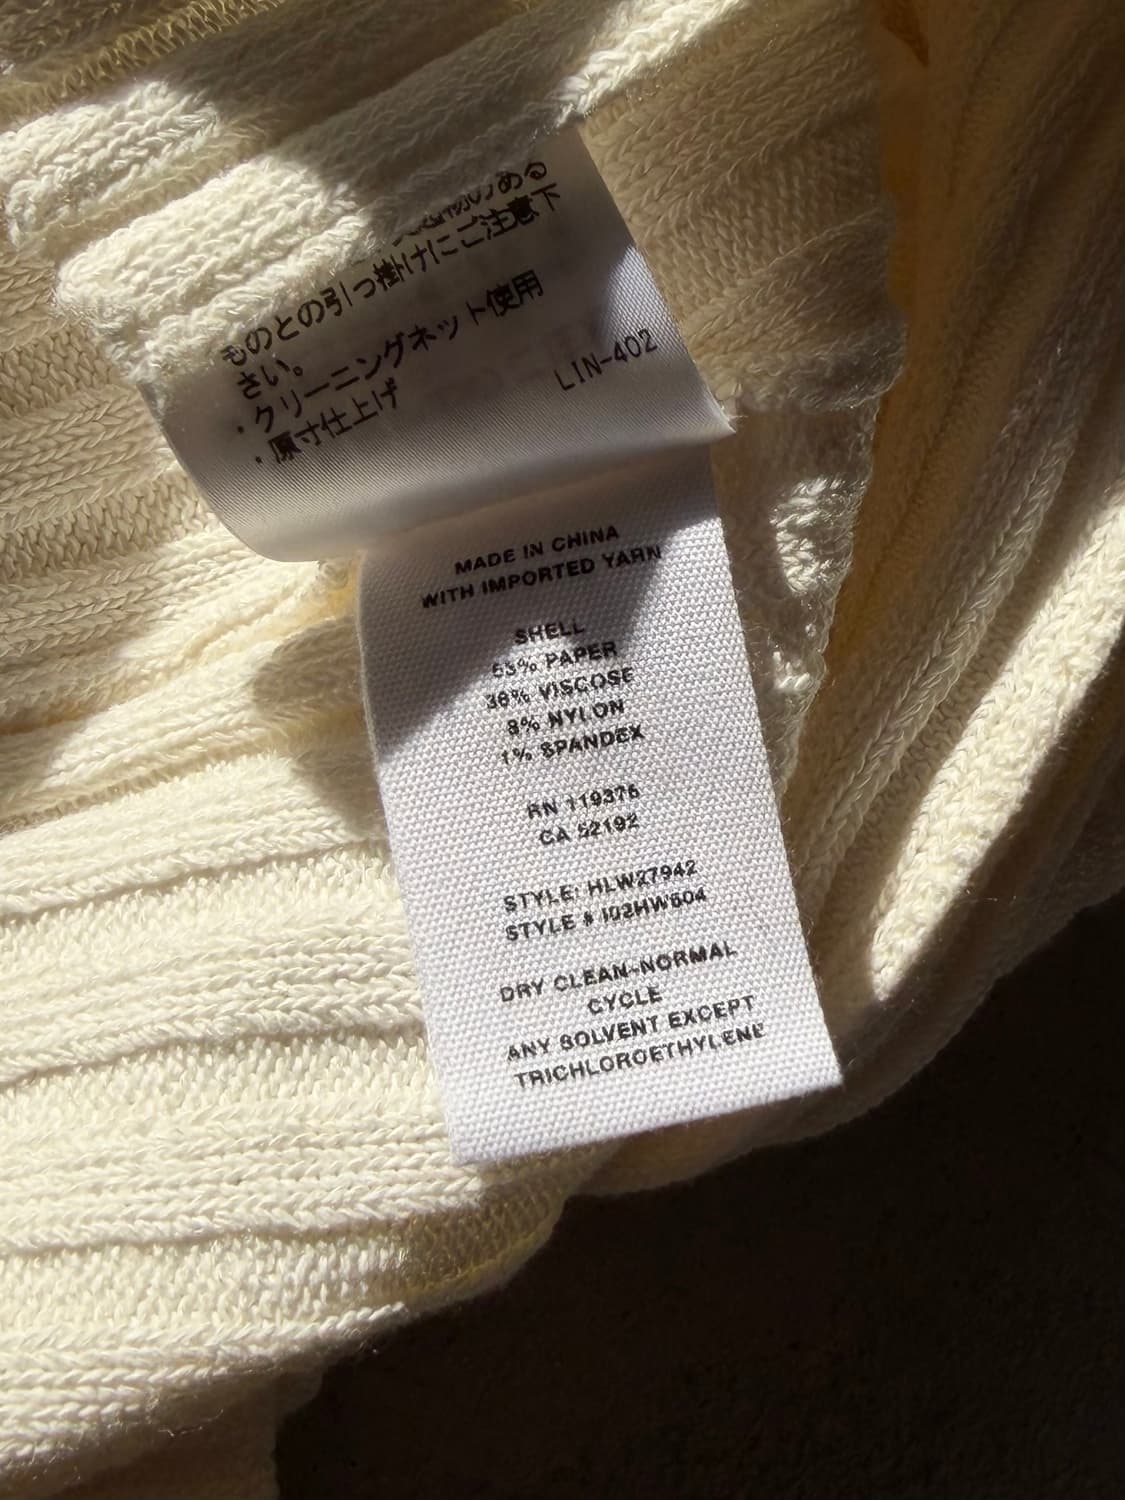 のある
ものとの引っ掛けにご注意下
さい。
・クリーニングネット使用
・原寸仕上げ
LIN-402
MADE IN CHINA
WITH IMPORTED YARN
SHELL
53% PAPER
38% VISCOSE
8% NYLON
1% SPANDEX
RN 119376
CA 52192
STYLE: HLW27942
STYLE # I02HW504
DRY CLEAN-NORMAL
CYCLE
ANY SOLVENT EXCEPT
TRICHLOROETHYLENE